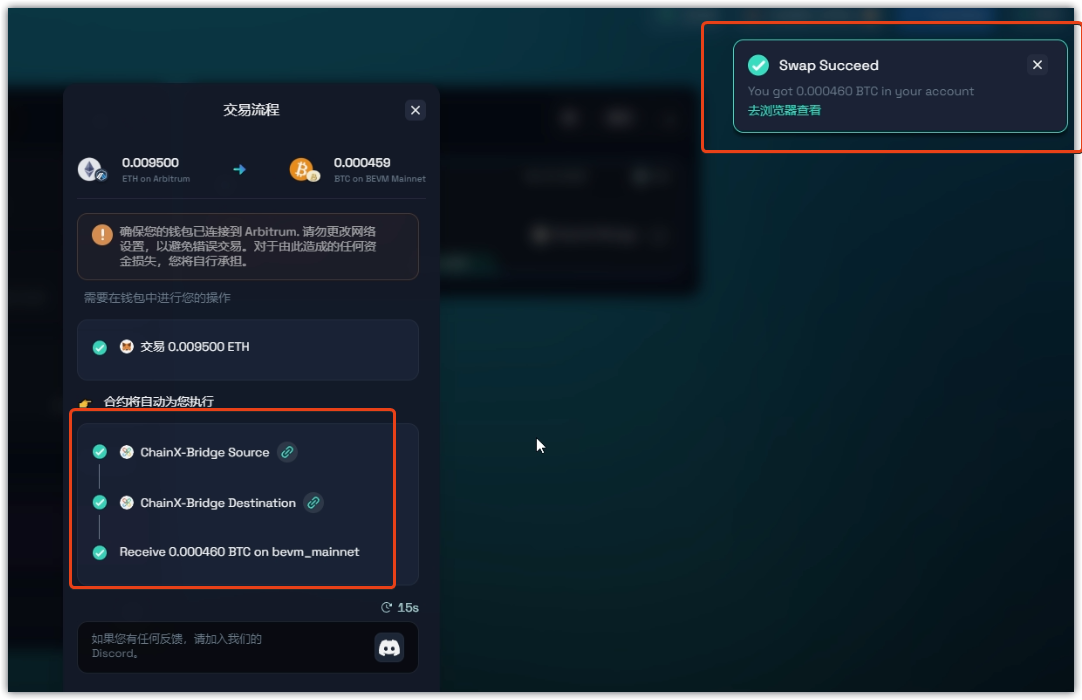 Swap Succeed
You got 0.000460 BTC in your account
去浏览器查看
交易流程
0.009500
ETH on Arbitrum
0.000459
BTC on BEVM Mainnet
确保您的钱包已连接到 Arbitrum. 请勿更改网络
设置，以避免错误交易。对于由此造成的任何资
金损失，您将自行承担。
需要在钱包中进行您的操作
交易 0.009500 ETH
合约将自动为您执行
ChainX-Bridge Source
ChainX-Bridge Destination
Receive 0.000460 BTC on bevm_mainnet
15s
如果您有任何反馈，请加入我们的
Discord。